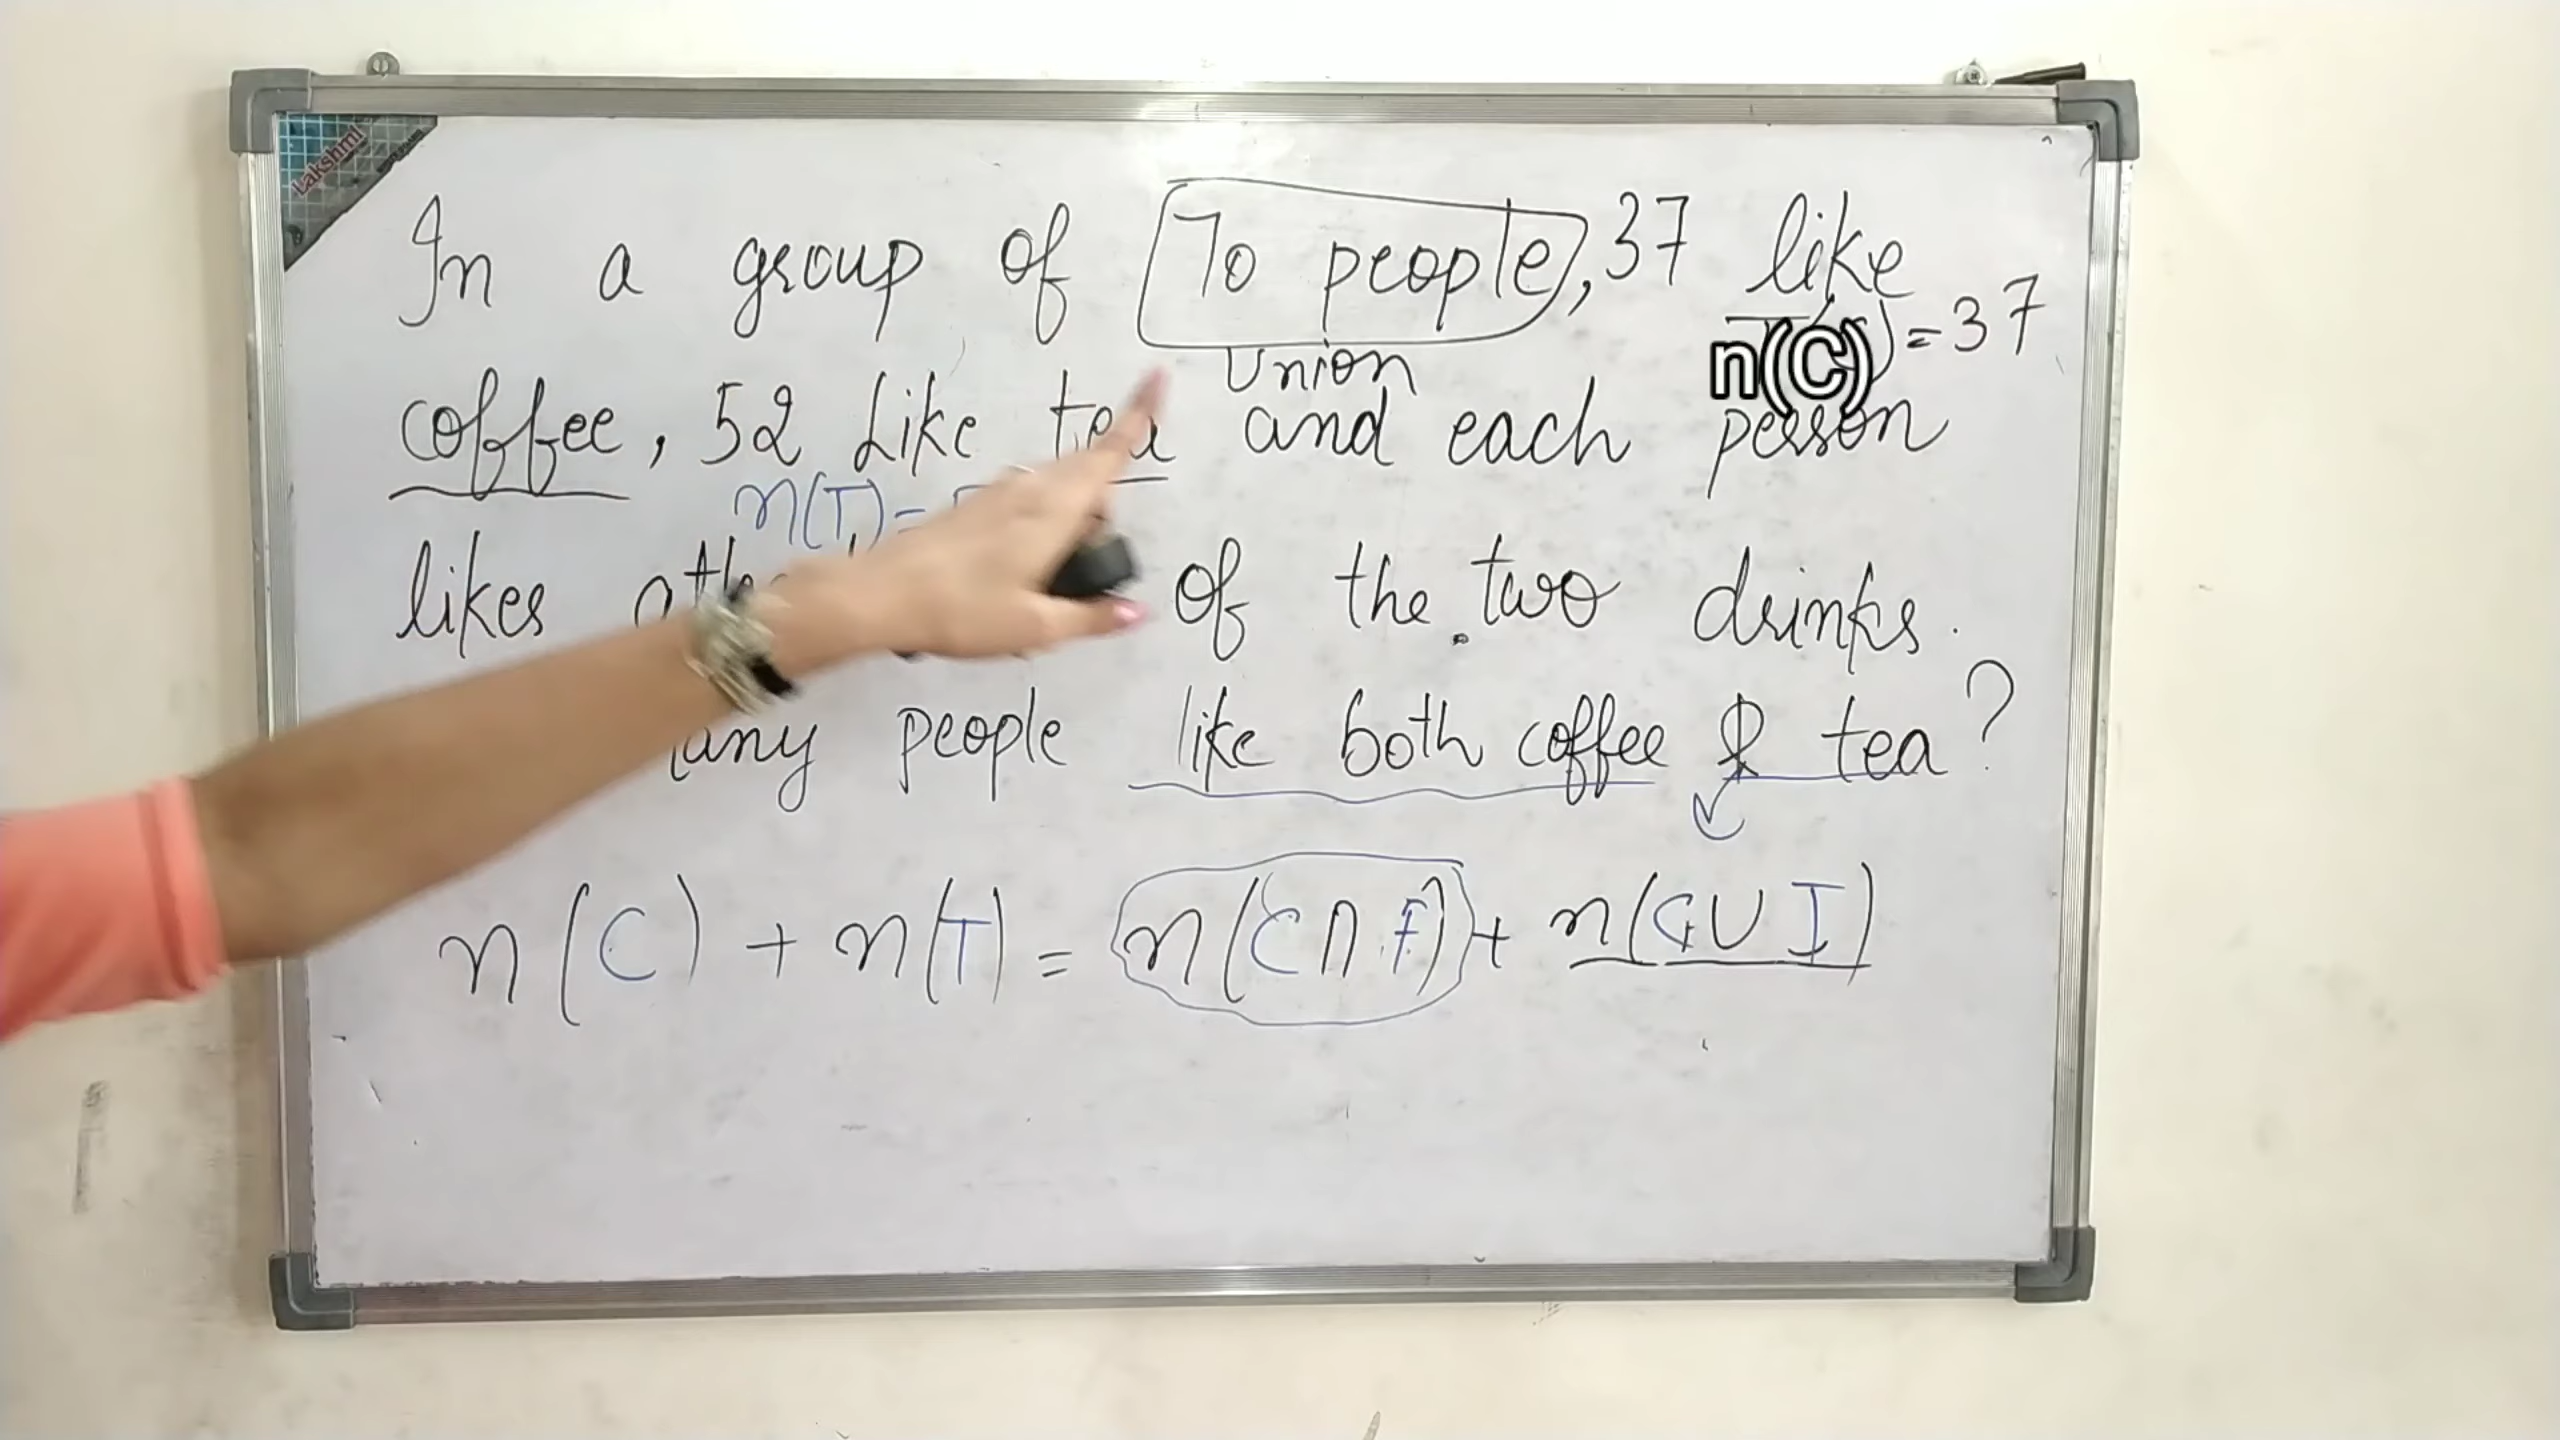 Lakshmi
In a group of 70 people, 37 like
n(C) = 37
Union
coffee, 52 Like tea and each person
n(T) =
likes of the two drinks.
people like both coffee & tea?
n(C) + n(T) = n(C∩T) + n(C∪T)